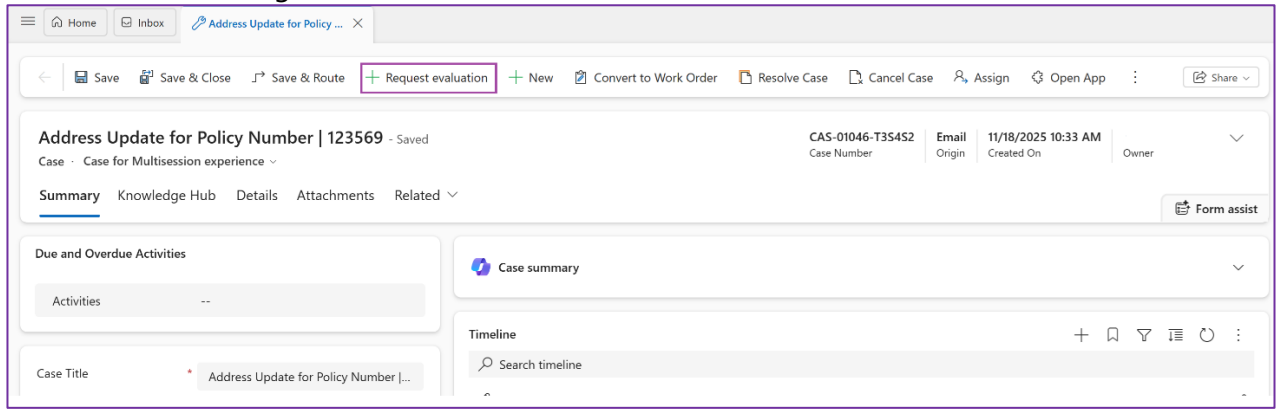 Home
Inbox
Address Update for Policy ...
Save
Save & Close
Save & Route
Request evaluation
New
Convert to Work Order
Resolve Case
Cancel Case
Assign
Open App
Share
Address Update for Policy Number | 123569 - Saved
Case · Case for Multisession experience
CAS-01046-T3S4S2
Case Number
Email
Origin
11/18/2025 10:33 AM
Created On
Owner
Summary
Knowledge Hub
Details
Attachments
Related
Form assist
Due and Overdue Activities
Activities
--
Case Title
*
Address Update for Policy Number |...
Case summary
Timeline
Search timeline